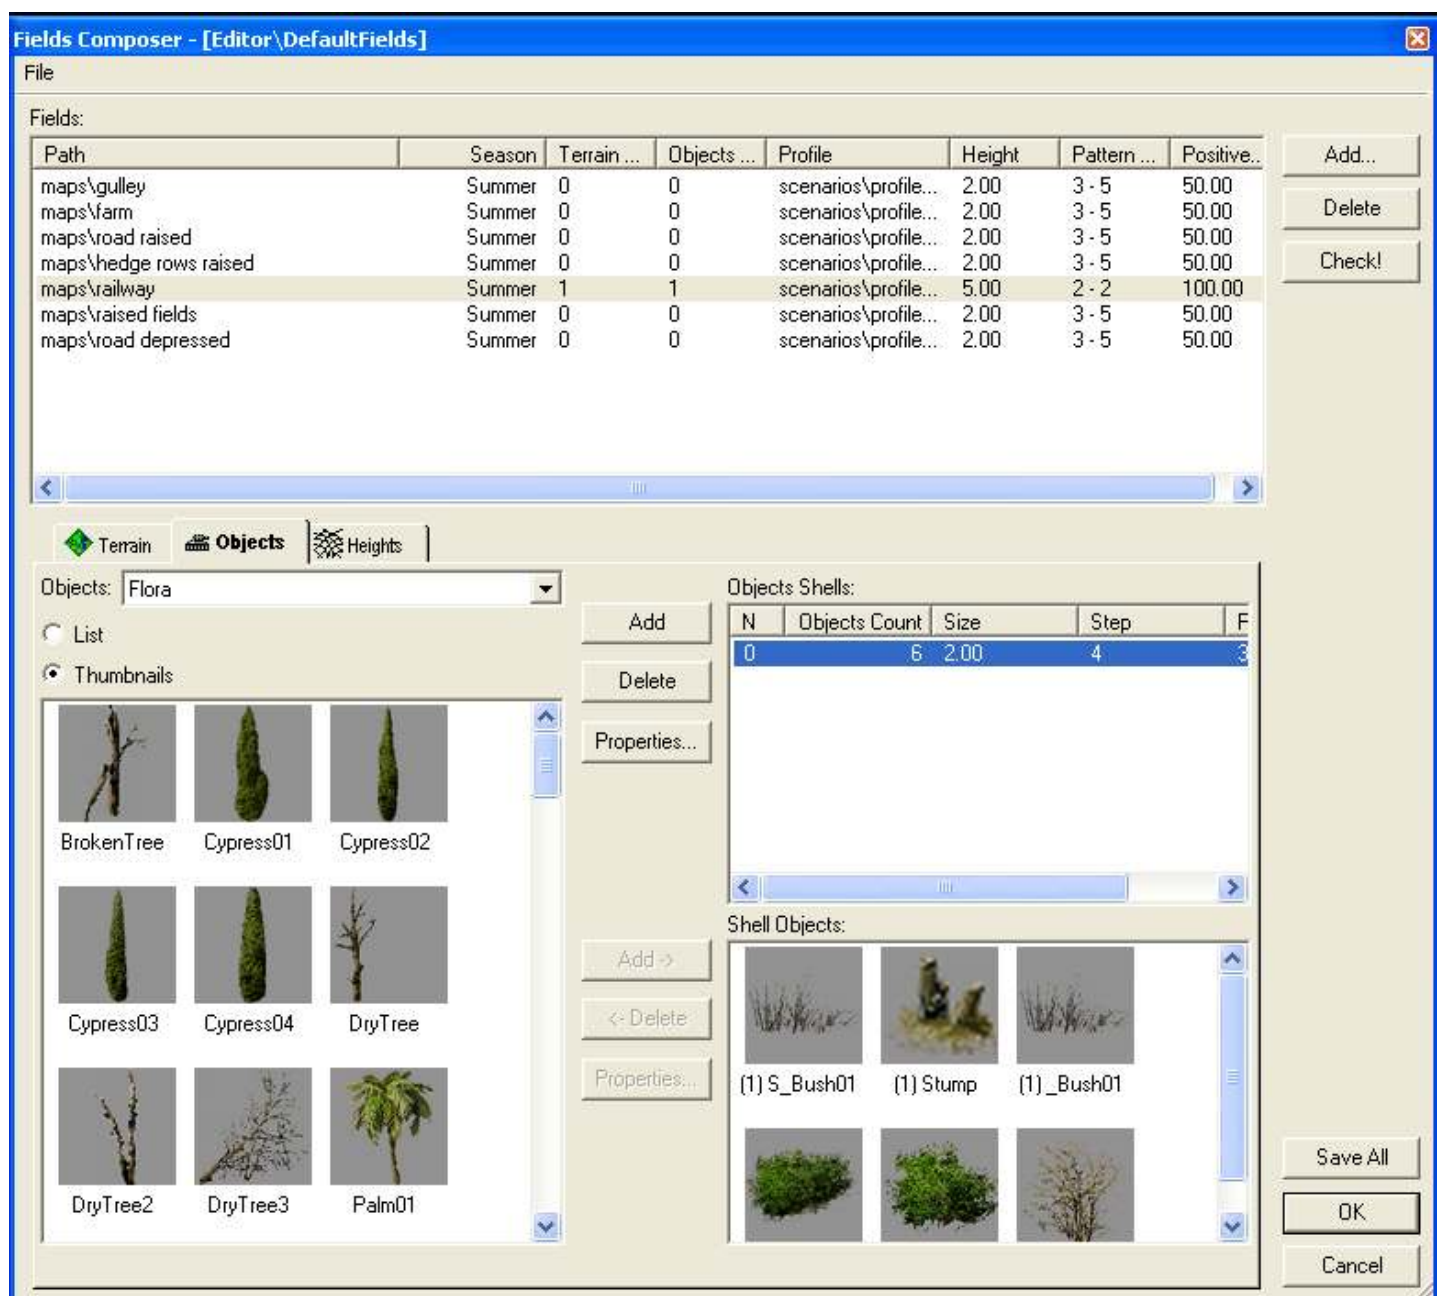 Fields Composer - [Editor\DefaultFields]
File
Fields:
Path Season Terrain ... Objects ... Profile Height Pattern ... Positive..
maps\gulley Summer 0 0 scenarios\profile... 2.00 3 - 5 50.00
maps\farm Summer 0 0 scenarios\profile... 2.00 3 - 5 50.00
maps\road raised Summer 0 0 scenarios\profile... 2.00 3 - 5 50.00
maps\hedge rows raised Summer 0 0 scenarios\profile... 2.00 3 - 5 50.00
maps\railway Summer 1 1 scenarios\profile... 5.00 2 - 2 100.00
maps\raised fields Summer 0 0 scenarios\profile... 2.00 3 - 5 50.00
maps\road depressed Summer 0 0 scenarios\profile... 2.00 3 - 5 50.00
Add...
Delete
Check!
Terrain Objects Heights
Objects: Flora
List
Thumbnails
BrokenTree Cypress01 Cypress02
Cypress03 Cypress04 DryTree
DryTree2 DryTree3 Palm01
Add
Delete
Properties...
Add ->
<- Delete
Properties...
Objects Shells:
N Objects Count Size Step F
0 6 2.00 4 3
Shell Objects:
(1) S_Bush01 (1) Stump (1) _Bush01
Save All
OK
Cancel